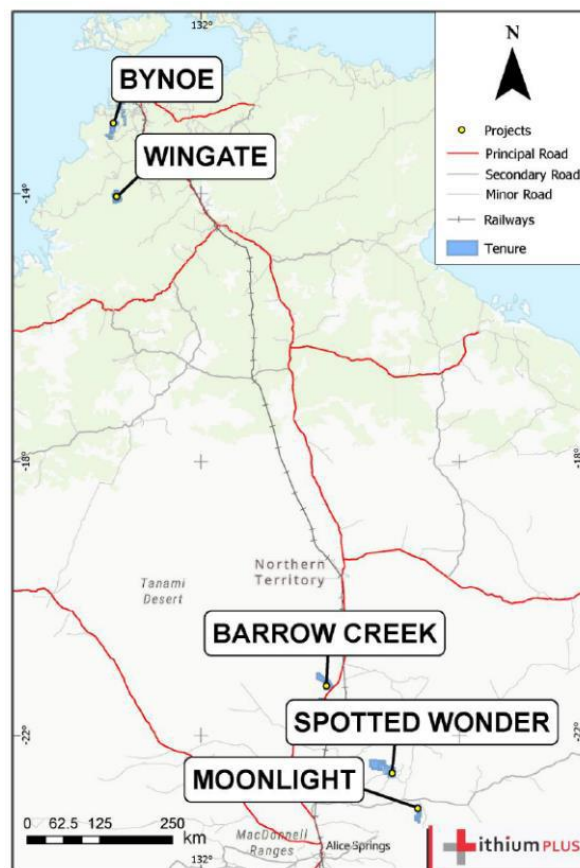 132°
N
BYNOE
Projects
Principal Road
WINGATE
Secondary Road
-14°
Minor Road
Railways
Tenure
-18°
-18°
Northern
Territory
Tanami
Desert
BARROW CREEK
SPOTTED WONDER
-22°
-22°
MOONLIGHT
0 62.5 125 250
km
MacDonnell
Ranges
Alice Springs
132°
Lithium PLUS